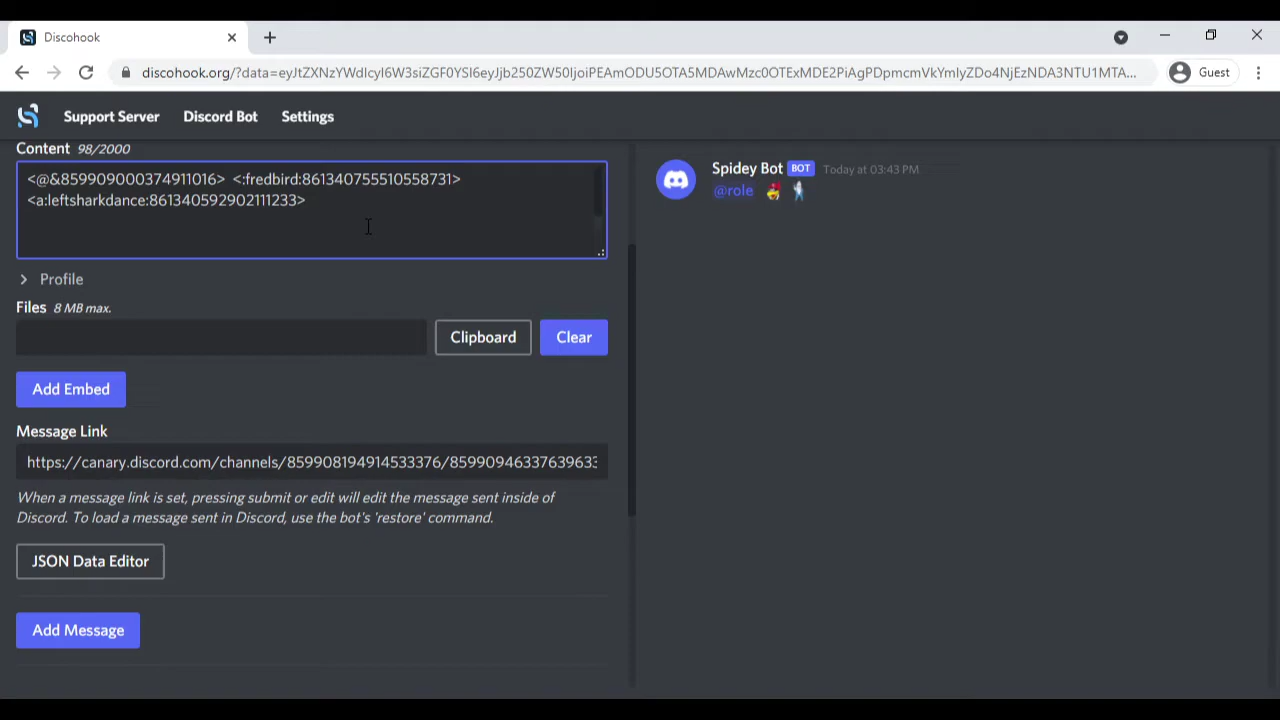 Discohook
discohook.org/?data=eyJtZXNzYWdlcyI6W3siZGF0YSI6eyJjb250ZW50IjoiPEAmODU5OTA5MDAwMzc0OTExMDE2PiAgPDpmcmVkYmlyZDo4NjEzNDA3NTU1MTA...
Guest
Support Server Discord Bot Settings
Content 98/2000
<@&859909000374911016> <:fredbird:861340755510558731>
<a:leftsharkdance:861340592902111233>
Profile
Files 8 MB max.
Clipboard Clear
Add Embed
Message Link
https://canary.discord.com/channels/859908194914533376/85990946337639633
When a message link is set, pressing submit or edit will edit the message sent inside of
Discord. To load a message sent in Discord, use the bot's 'restore' command.
JSON Data Editor
Add Message
Spidey Bot BOT Today at 03:43 PM
@role